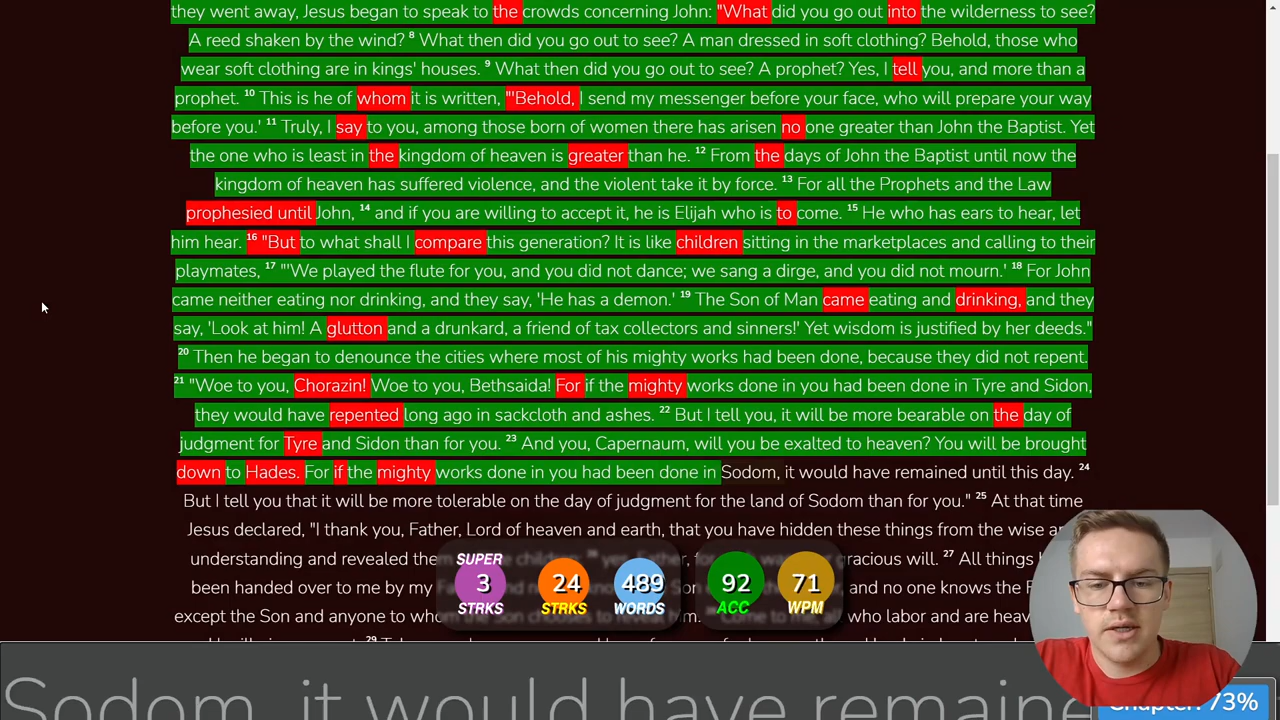 they went away, Jesus began to speak to the crowds concerning John: "What did you go out into the wilderness to see?
A reed shaken by the wind? 8 What then did you go out to see? A man dressed in soft clothing? Behold, those who
wear soft clothing are in kings' houses. 9 What then did you go out to see? A prophet? Yes, I tell you, and more than a
prophet. 10 This is he of whom it is written, "'Behold, I send my messenger before your face, who will prepare your way
before you.' 11 Truly, I say to you, among those born of women there has arisen no one greater than John the Baptist. Yet
the one who is least in the kingdom of heaven is greater than he. 12 From the days of John the Baptist until now the
kingdom of heaven has suffered violence, and the violent take it by force. 13 For all the Prophets and the Law
prophesied until John, 14 and if you are willing to accept it, he is Elijah who is to come. 15 He who has ears to hear, let
him hear. 16 "But to what shall I compare this generation? It is like children sitting in the marketplaces and calling to their
playmates, 17 "'We played the flute for you, and you did not dance; we sang a dirge, and you did not mourn.' 18 For John
came neither eating nor drinking, and they say, 'He has a demon.' 19 The Son of Man came eating and drinking, and they
say, 'Look at him! A glutton and a drunkard, a friend of tax collectors and sinners!' Yet wisdom is justified by her deeds."
20 Then he began to denounce the cities where most of his mighty works had been done, because they did not repent.
21 "Woe to you, Chorazin! Woe to you, Bethsaida! For if the mighty works done in you had been done in Tyre and Sidon,
they would have repented long ago in sackcloth and ashes. 22 But I tell you, it will be more bearable on the day of
judgment for Tyre and Sidon than for you. 23 And you, Capernaum, will you be exalted to heaven? You will be brought
down to Hades. For if the mighty works done in you had been done in Sodom, it would have remained until this day. 24
But I tell you that it will be more tolerable on the day of judgment for the land of Sodom than for you." 25 At that time
Jesus declared, "I thank you, Father, Lord of heaven and earth, that you have hidden these things from the wise
understanding and revealed gracious will. 27 All things
been handed over to me by my and no one knows the
except the Son and anyone to who labor and are
SUPER
3 24 489 92 71
STRKS STRKS WORDS ACC WPM
29
Sodom, it would have
Chapter: 73%